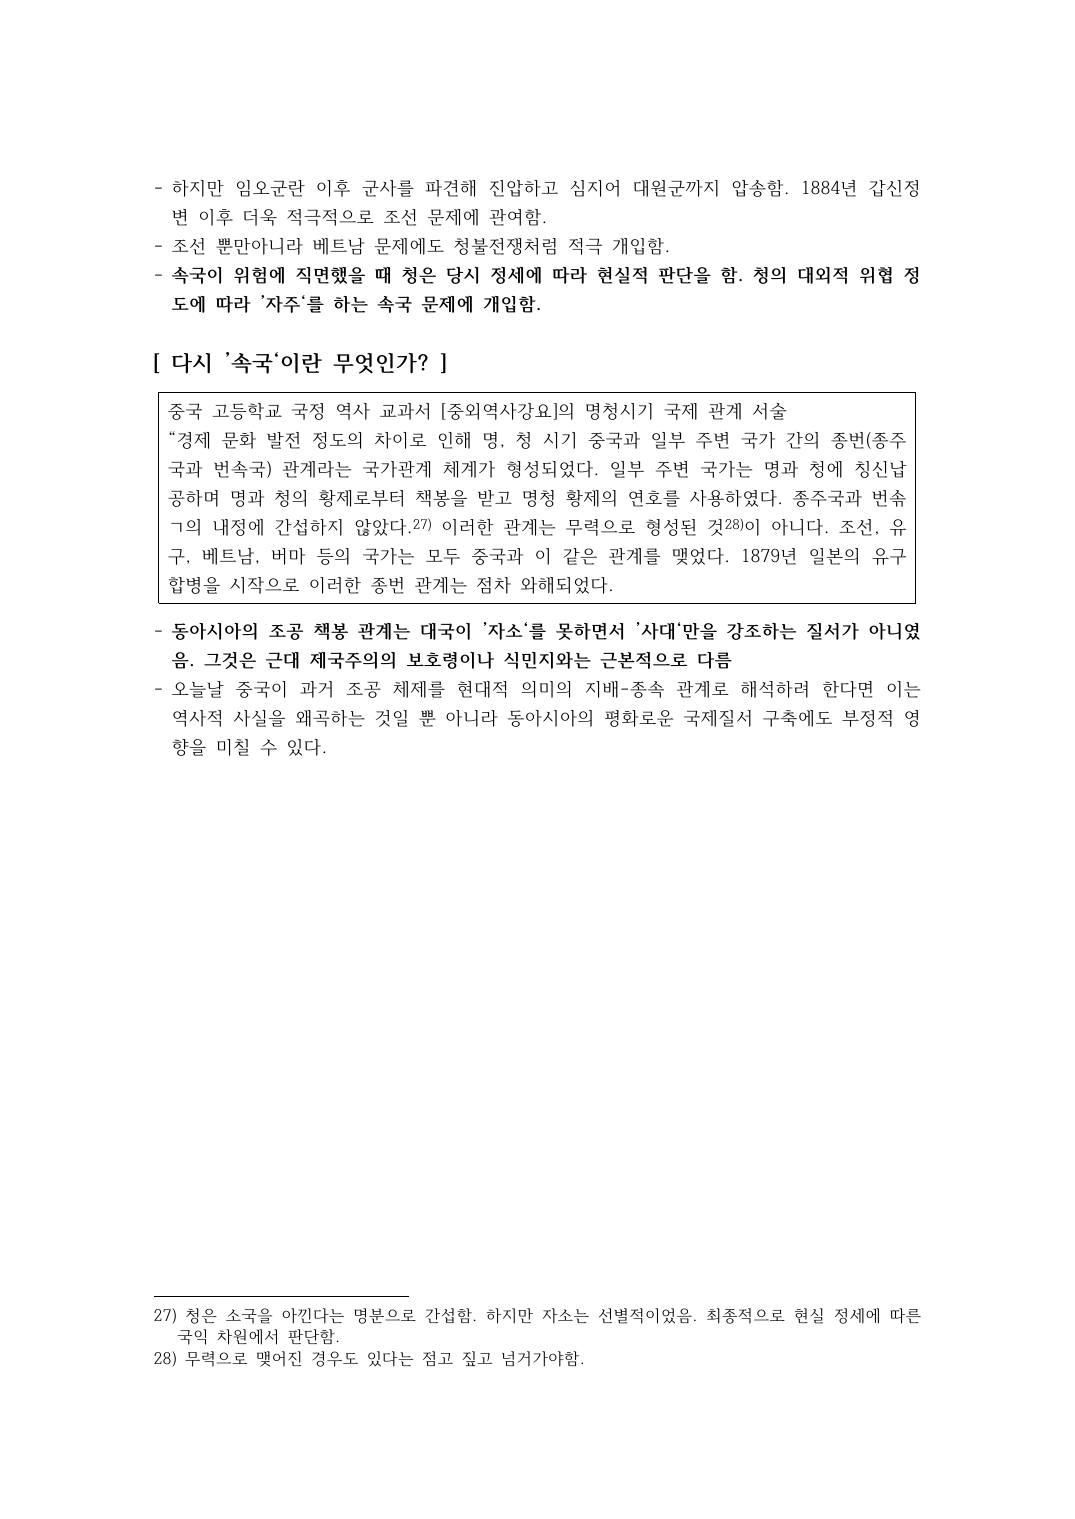 - 하지만 임오군란 이후 군사를 파견해 진압하고 심지어 대원군까지 압송함. 1884년 갑신정
변 이후 더욱 적극적으로 조선 문제에 관여함.
- 조선 뿐만아니라 베트남 문제에도 청불전쟁처럼 적극 개입함.
- 속국이 위험에 직면했을 때 청은 당시 정세에 따라 현실적 판단을 함. 청의 대외적 위협 정
도에 따라 ’자주‘를 하는 속국 문제에 개입함.
[ 다시 ’속국‘이란 무엇인가? ]
중국 고등학교 국정 역사 교과서 [중외역사강요]의 명청시기 국제 관계 서술
“경제 문화 발전 정도의 차이로 인해 명, 청 시기 중국과 일부 주변 국가 간의 종번(종주
국과 번속국) 관계라는 국가관계 체계가 형성되었다. 일부 주변 국가는 명과 청에 칭신납
공하며 명과 청의 황제로부터 책봉을 받고 명청 황제의 연호를 사용하였다. 종주국과 번솎
ㄱ의 내정에 간섭하지 않았다.27) 이러한 관계는 무력으로 형성된 것28)이 아니다. 조선, 유
구, 베트남, 버마 등의 국가는 모두 중국과 이 같은 관계를 맺었다. 1879년 일본의 유구
합병을 시작으로 이러한 종번 관계는 점차 와해되었다.
- 동아시아의 조공 책봉 관계는 대국이 ’자소‘를 못하면서 ’사대‘만을 강조하는 질서가 아니였
음. 그것은 근대 제국주의의 보호령이나 식민지와는 근본적으로 다름
- 오늘날 중국이 과거 조공 체제를 현대적 의미의 지배-종속 관계로 해석하려 한다면 이는
역사적 사실을 왜곡하는 것일 뿐 아니라 동아시아의 평화로운 국제질서 구축에도 부정적 영
향을 미칠 수 있다.
27) 청은 소국을 아낀다는 명분으로 간섭함. 하지만 자소는 선별적이었음. 최종적으로 현실 정세에 따른
국익 차원에서 판단함.
28) 무력으로 맺어진 경우도 있다는 점고 짚고 넘거가야함.